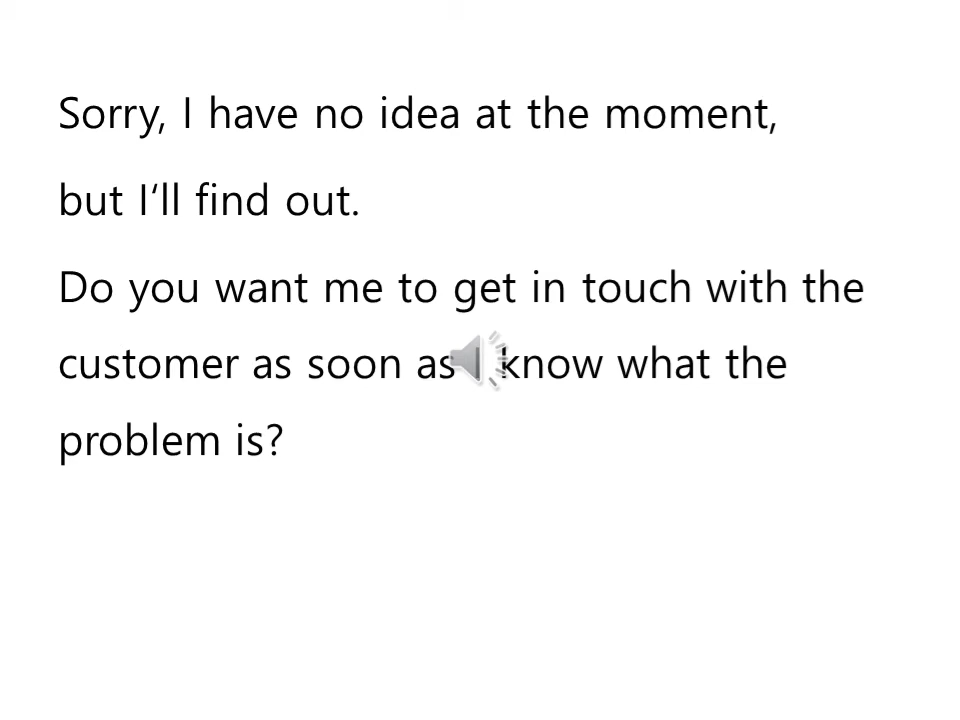 Sorry, I have no idea at the moment,
but I‘ll find out.
Do you want me to get in touch with the
customer as soon as know what the
problem is?